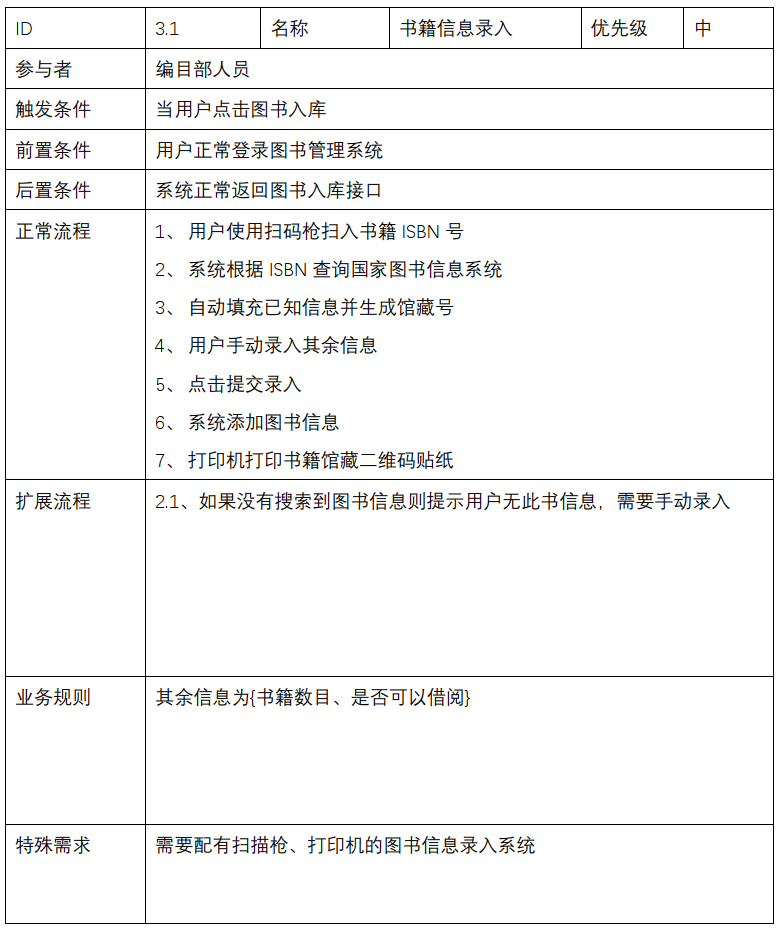 ID 3.1 名称 书籍信息录入 优先级 中
参与者 编目部人员
触发条件 当用户点击图书入库
前置条件 用户正常登录图书管理系统
后置条件 系统正常返回图书入库接口
正常流程 1、 用户使用扫码枪扫入书籍 ISBN 号
2、 系统根据 ISBN 查询国家图书信息系统
3、 自动填充已知信息并生成馆藏号
4、 用户手动录入其余信息
5、 点击提交录入
6、 系统添加图书信息
7、 打印机打印书籍馆藏二维码贴纸
扩展流程 2.1、如果没有搜索到图书信息则提示用户无此书信息，需要手动录入
业务规则 其余信息为{书籍数目、是否可以借阅}
特殊需求 需要配有扫描枪、打印机的图书信息录入系统